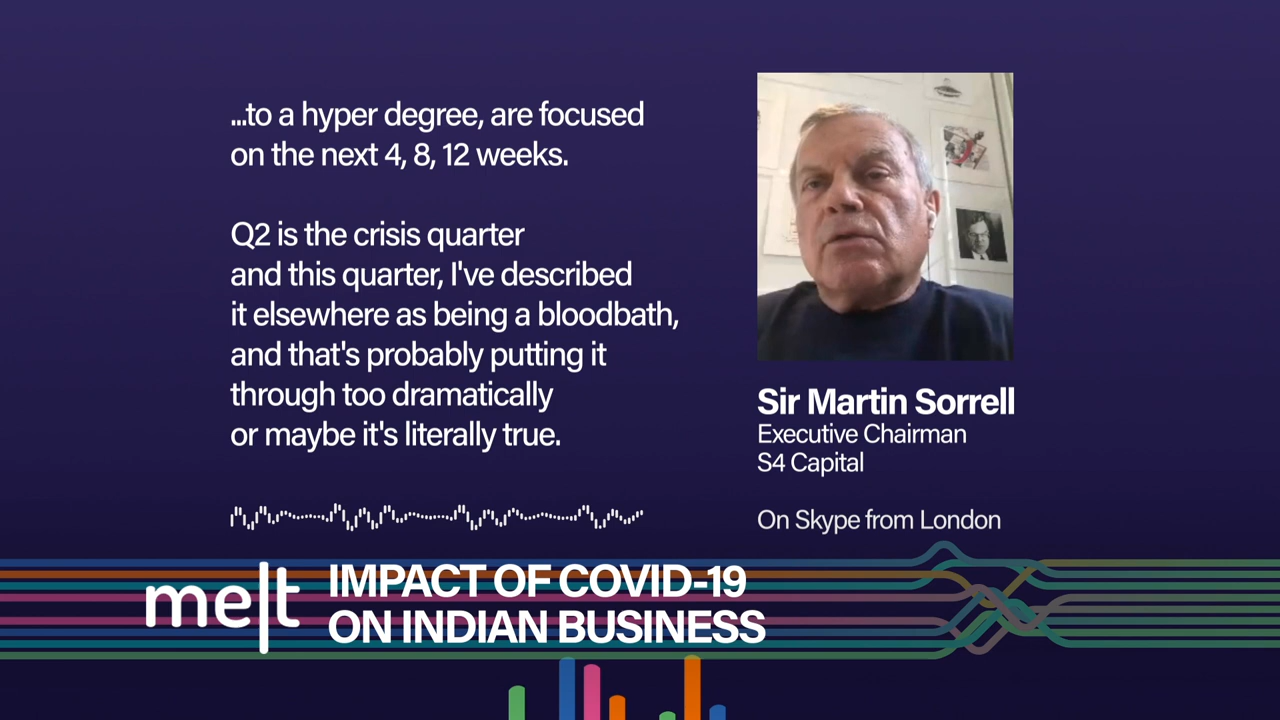 ...to a hyper degree, are focused
on the next 4, 8, 12 weeks.
Q2 is the crisis quarter
and this quarter, I've described
it elsewhere as being a bloodbath,
and that's probably putting it
through too dramatically
or maybe it's literally true.
Sir Martin Sorrell
Executive Chairman
S4 Capital
On Skype from London
melt
IMPACT OF COVID-19
ON INDIAN BUSINESS